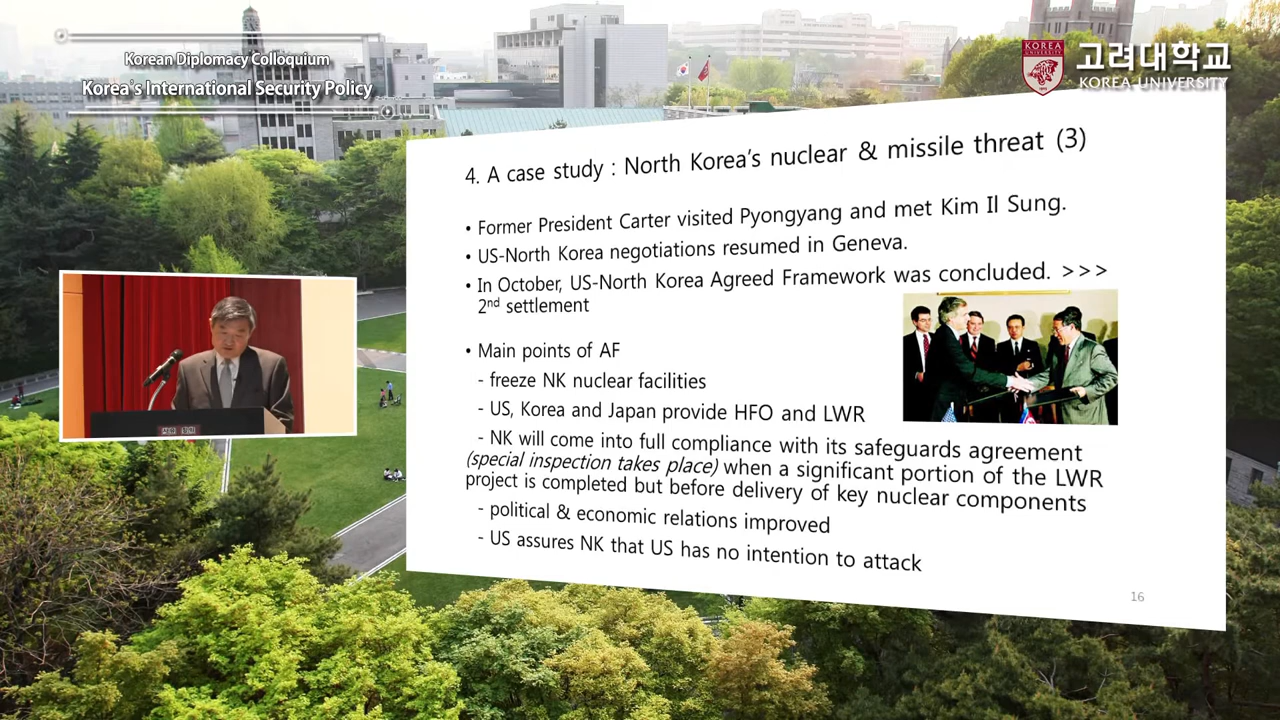 Korean Diplomacy Colloquium
Korea's International Security Policy
KOREA
고려대학교
KOREA UNIVERSITY
4. A case study : North Korea's nuclear & missile threat (3)
• Former President Carter visited Pyongyang and met Kim Il Sung.
• US-North Korea negotiations resumed in Geneva.
• In October, US-North Korea Agreed Framework was concluded. >>>
2nd settlement
• Main points of AF
- freeze NK nuclear facilities
- US, Korea and Japan provide HFO and LWR
- NK will come into full compliance with its safeguards agreement
(special inspection takes place) when a significant portion of the LWR
project is completed but before delivery of key nuclear components
- political & economic relations improved
- US assures NK that US has no intention to attack
16